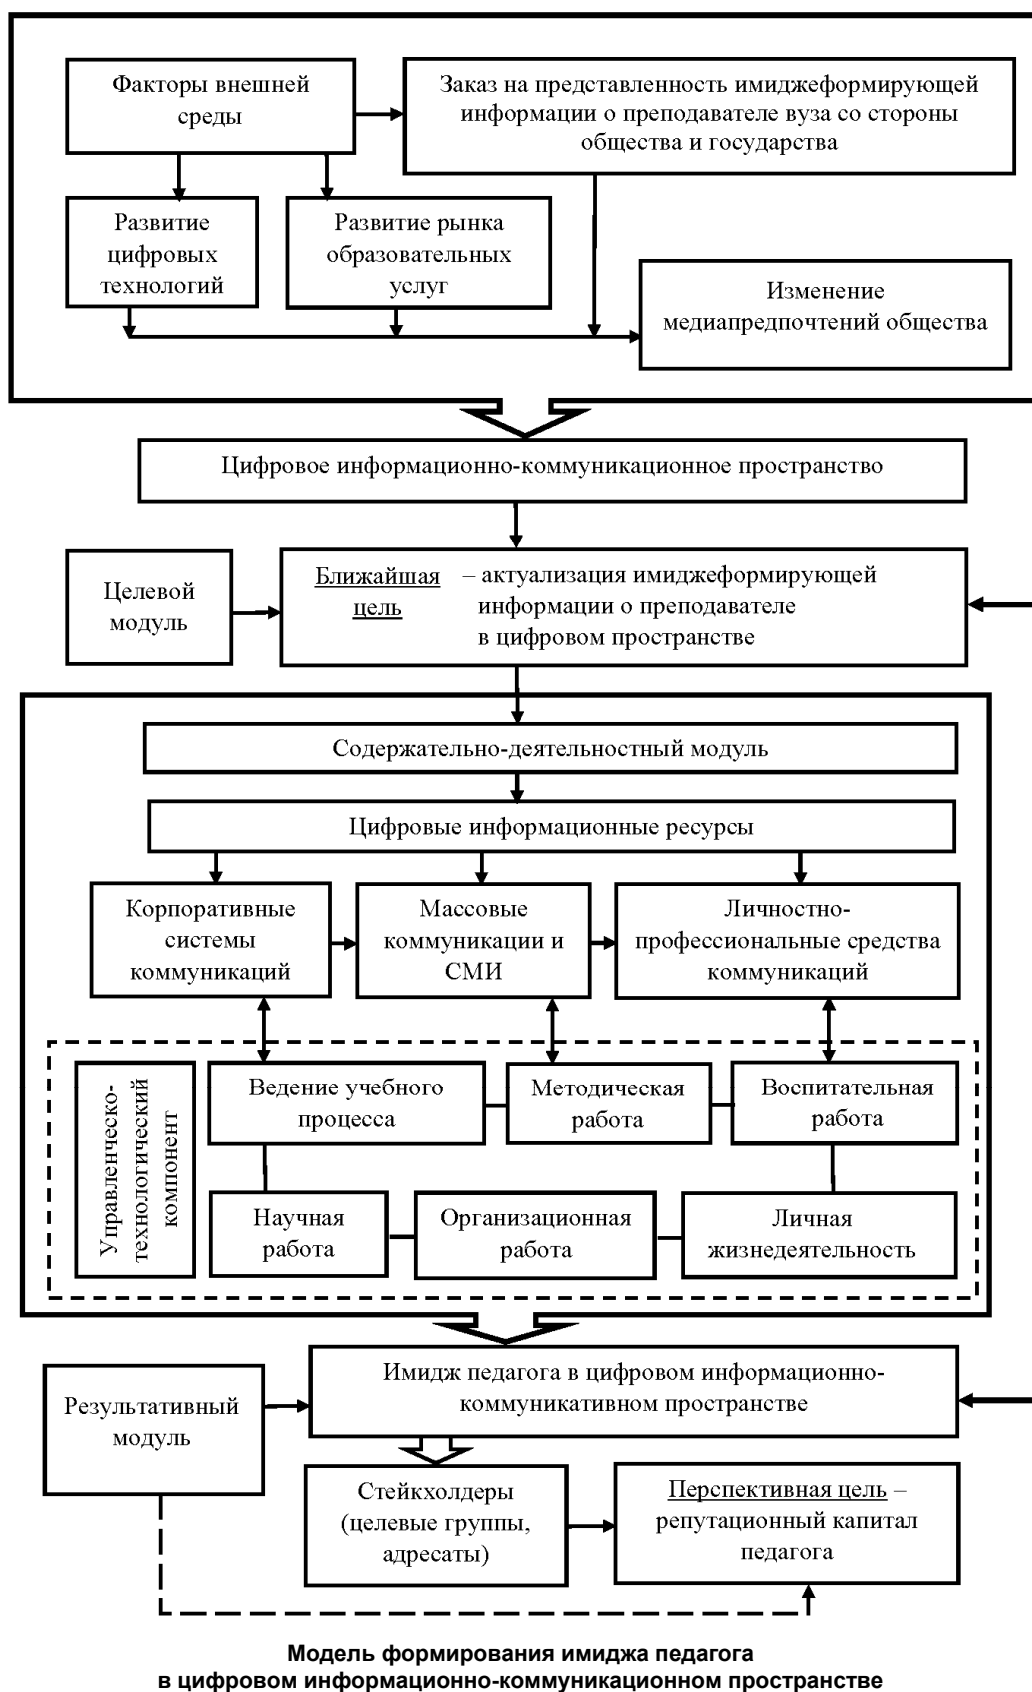 Факторы внешней
среды
Заказ на представленность имиджеформирующей
информации о преподавателе вуза со стороны
общества и государства
Развитие
цифровых
технологий
Развитие рынка
образовательных
услуг
Изменение
медиапредпочтений общества
Цифровое информационно-коммуникационное пространство
Целевой
модуль
Ближайшая – актуализация имиджеформирующей
цель информации о преподавателе
в цифровом пространстве
Содержательно-деятельностный модуль
Цифровые информационные ресурсы
Корпоративные
системы
коммуникаций
Массовые
коммуникации и
СМИ
Личностно-
профессиональные средства
коммуникаций
Управленческо-
технологический
компонент
Ведение учебного
процесса
Методическая
работа
Воспитательная
работа
Научная
работа
Организационная
работа
Личная
жизнедеятельность
Результативный
модуль
Имидж педагога в цифровом информационно-
коммуникативном пространстве
Стейкхолдеры
(целевые группы,
адресаты)
Перспективная цель –
репутационный капитал
педагога
Модель формирования имиджа педагога
в цифровом информационно-коммуникационном пространстве